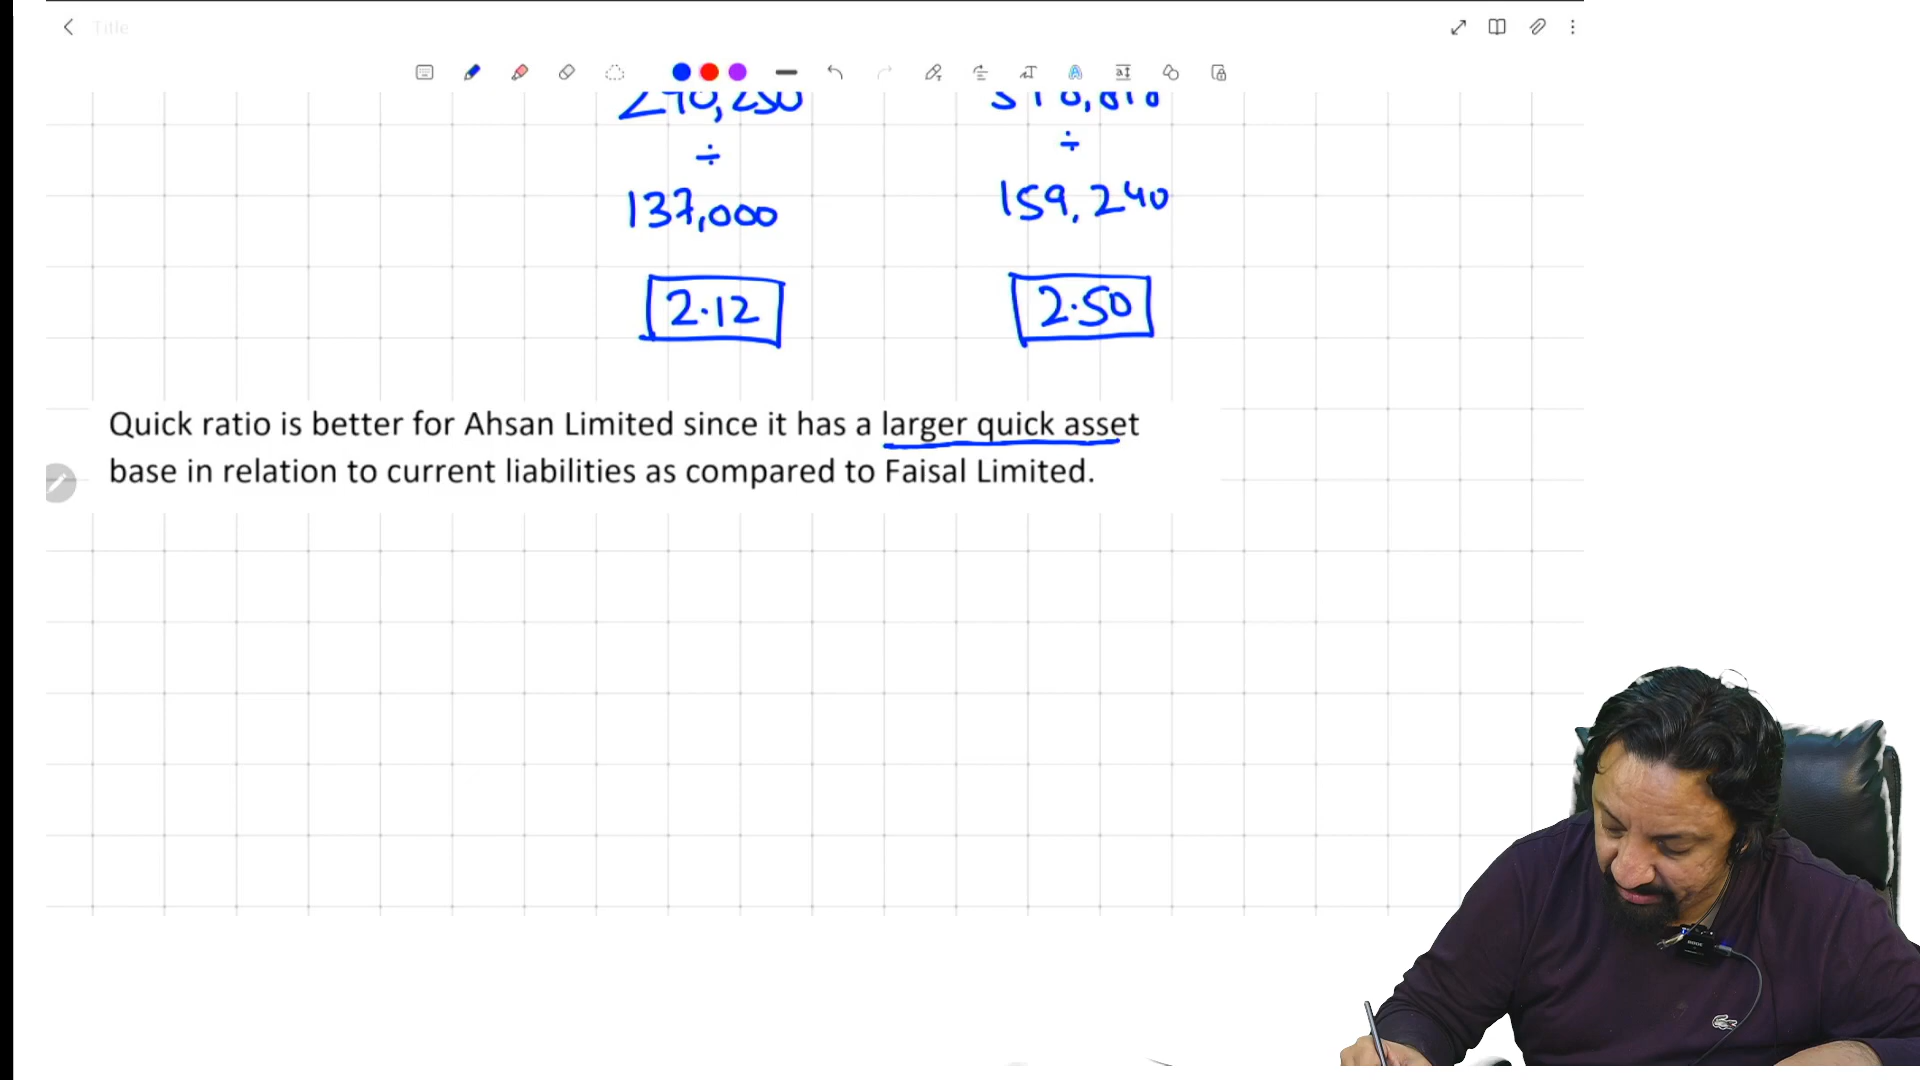 Title
÷ ÷
137,000 159,240
2.12 2.50
Quick ratio is better for Ahsan Limited since it has a larger quick asset
base in relation to current liabilities as compared to Faisal Limited.